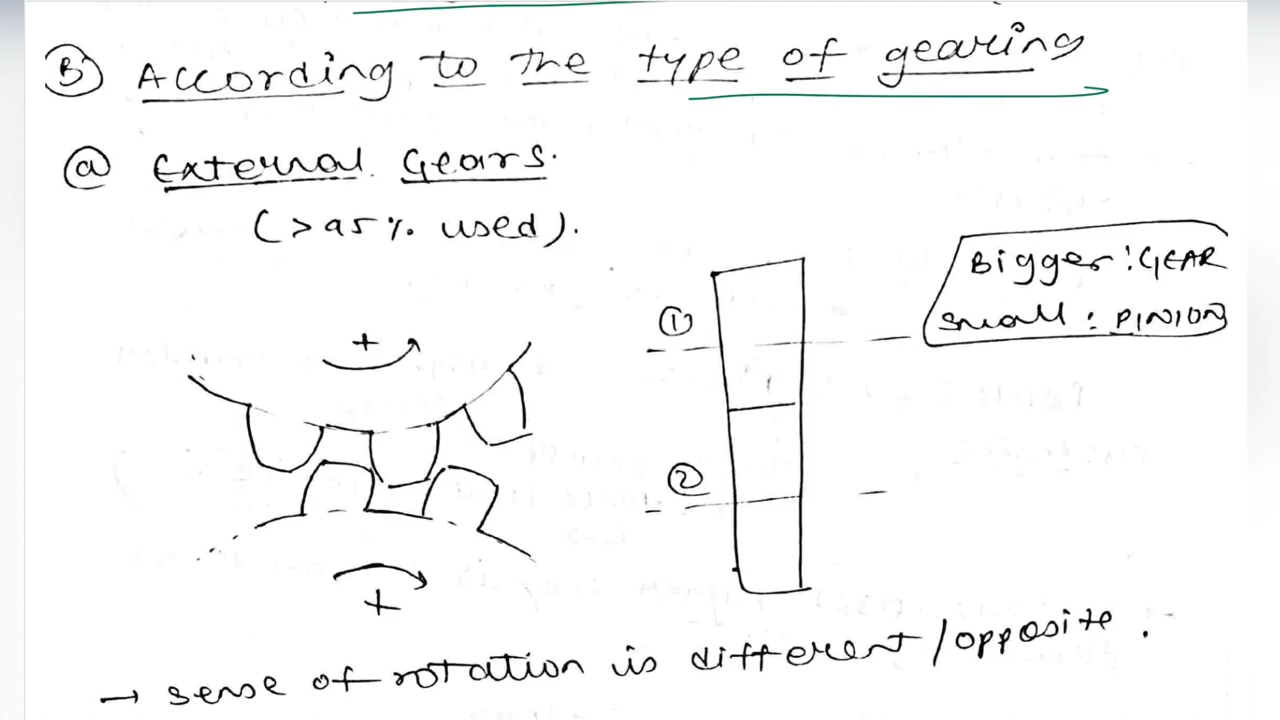 B According to the type of gearing
a External Gears.
(>95% used).
Bigger: GEAR
Small: PINION
1
+
2
+
→ sense of rotation is different/opposite.